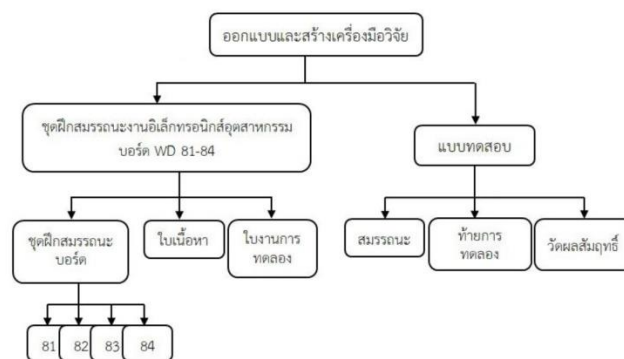 ออกแบบและสร้างเครื่องมือวิจัย
ชุดฝึกสมรรถนะงานอิเล็กทรอนิกส์อุตสาหกรรม
บอร์ด WD 81-84
แบบทดสอบ
ชุดฝึกสมรรถนะ
บอร์ด
ใบเนื้อหา
ใบงานการ
ทดลอง
สมรรถนะ
ท้ายการ
ทดลอง
วัดผลสัมฤทธิ์
81 82 83 84